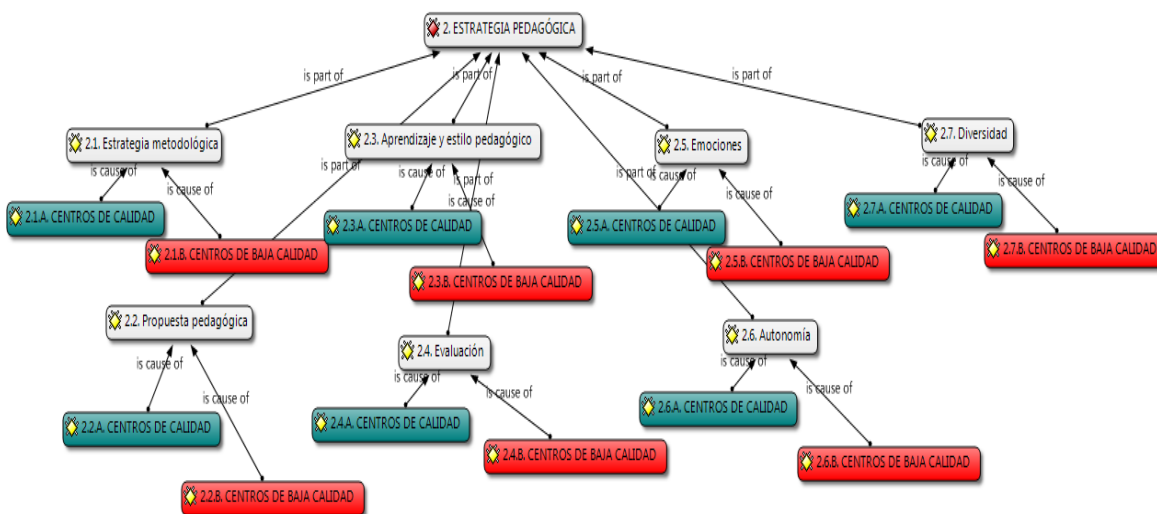 2. ESTRATEGIA PEDAGÓGICA
is part of
is part of
is part of
is part of
2.1. Estrategia metodológica
2.3. Aprendizaje y estilo pedagógico
2.5. Emociones
2.7. Diversidad
is cause of
is part of
is cause of
is part of
is part of
is cause of
is cause of
is cause of
is cause of
is cause of
is cause of
is cause of
2.1.A. CENTROS DE CALIDAD
2.3.A. CENTROS DE CALIDAD
2.5.A. CENTROS DE CALIDAD
2.7.A. CENTROS DE CALIDAD
2.1.B. CENTROS DE BAJA CALIDAD
2.3.B. CENTROS DE BAJA CALIDAD
2.5.B. CENTROS DE BAJA CALIDAD
2.7.B. CENTROS DE BAJA CALIDAD
2.2. Propuesta pedagógica
2.4. Evaluación
2.6. Autonomía
is cause of
is cause of
is cause of
is cause of
is cause of
is cause of
2.2.A. CENTROS DE CALIDAD
2.4.A. CENTROS DE CALIDAD
2.6.A. CENTROS DE CALIDAD
2.2.B. CENTROS DE BAJA CALIDAD
2.4.B. CENTROS DE BAJA CALIDAD
2.6.B. CENTROS DE BAJA CALIDAD